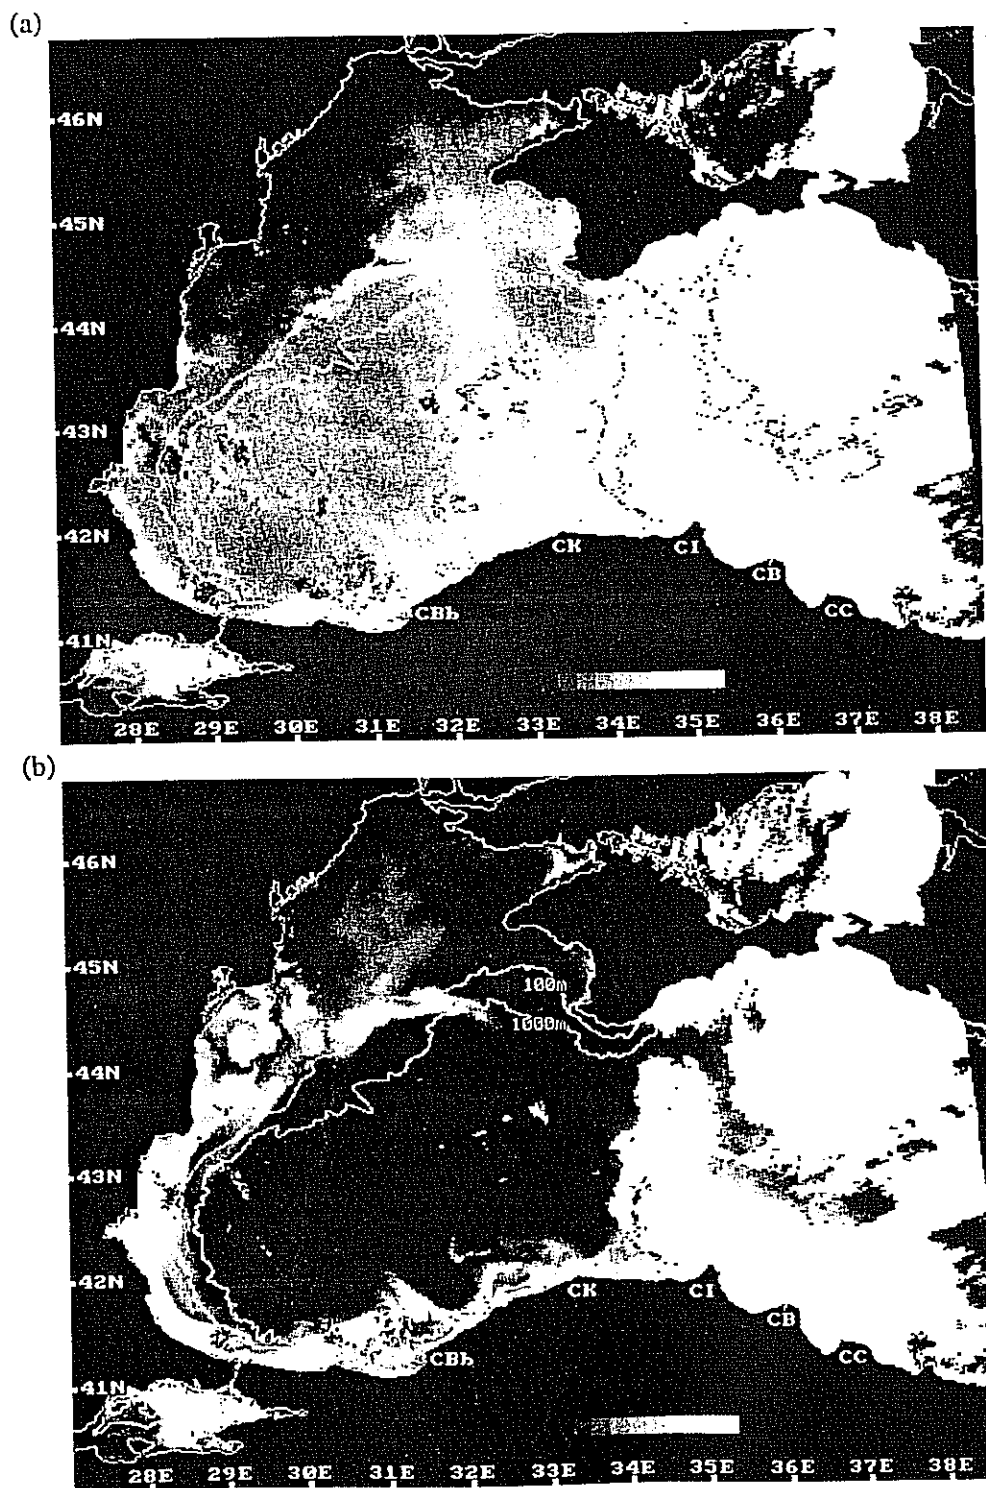 (a)
46N
45N
44N
43N
42N
CK
CI
CB
CC
CBb
41N
28E 29E 30E 31E 32E 33E 34E 35E 36E 37E 38E
(b)
46N
45N
100m
1000m
44N
43N
42N
CK
CI
CB
CC
CBb
41N
28E 29E 30E 31E 32E 33E 34E 35E 36E 37E 38E